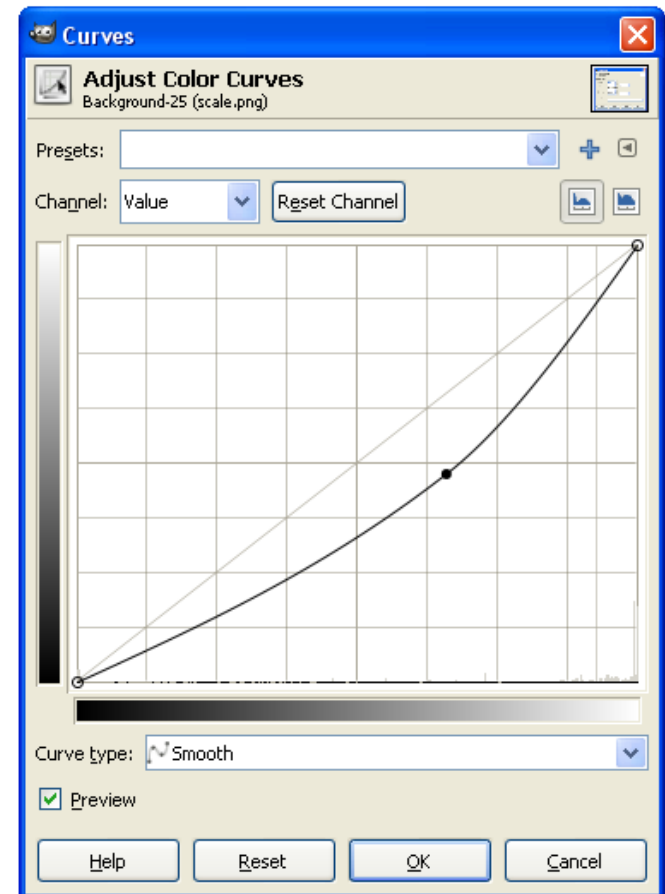 Curves
Adjust Color Curves
Background-25 (scale.png)
Presets:
Channel: Value Reset Channel
Curve type: Smooth
Preview
Help Reset OK Cancel